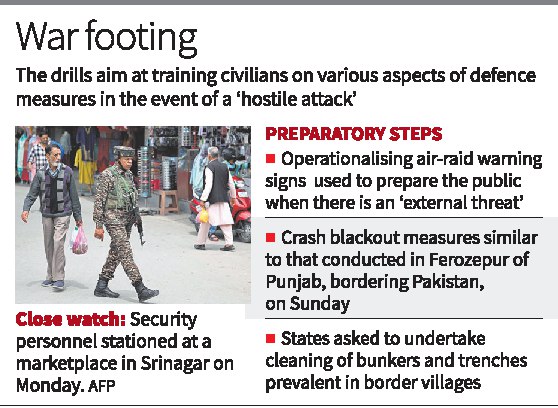 War footing
The drills aim at training civilians on various aspects of defence
measures in the event of a ‘hostile attack’
PREPARATORY STEPS
■ Operationalising air-raid warning
signs used to prepare the public
when there is an ‘external threat’
■ Crash blackout measures similar
to that conducted in Ferozepur of
Punjab, bordering Pakistan,
on Sunday
■ States asked to undertake
cleaning of bunkers and trenches
prevalent in border villages
Close watch: Security
personnel stationed at a
marketplace in Srinagar on
Monday. AFP